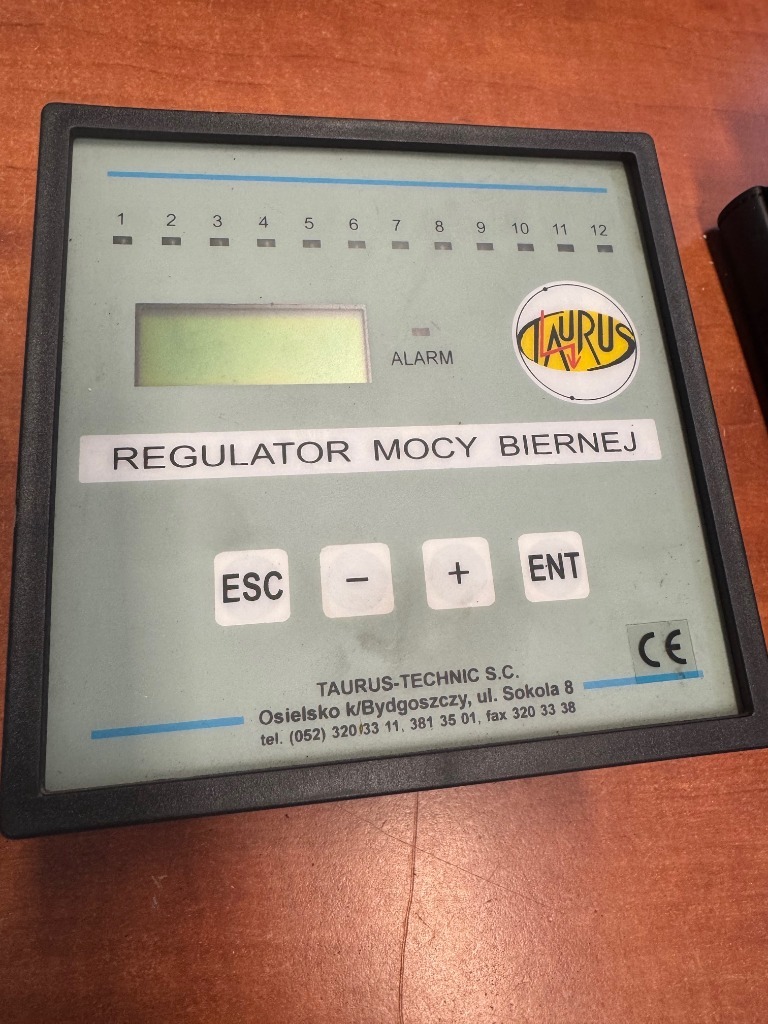 1 2 3 4 5 6 7 8 9 10 11 12
ALARM
TAURUS
REGULATOR MOCY BIERNEJ
ESC - + ENT
CE
TAURUS-TECHNIC S.C.
Osielsko k/Bydgoszczy, ul. Sokola 8
tel. (052) 320 33 11, 381 35 01, fax 320 33 38